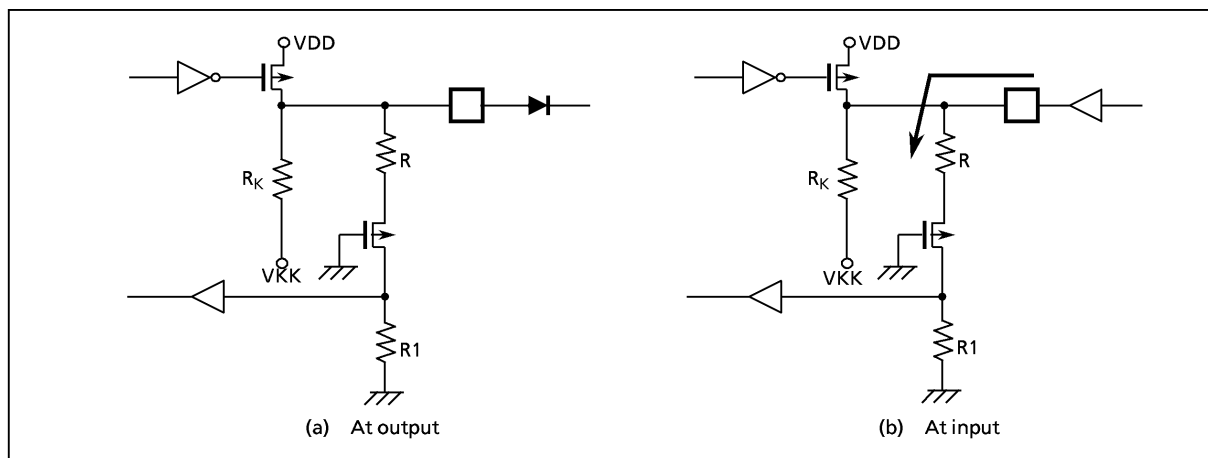 VDD
R
RK
VKK
R1
(a) At output
VDD
R
RK
VKK
R1
(b) At input